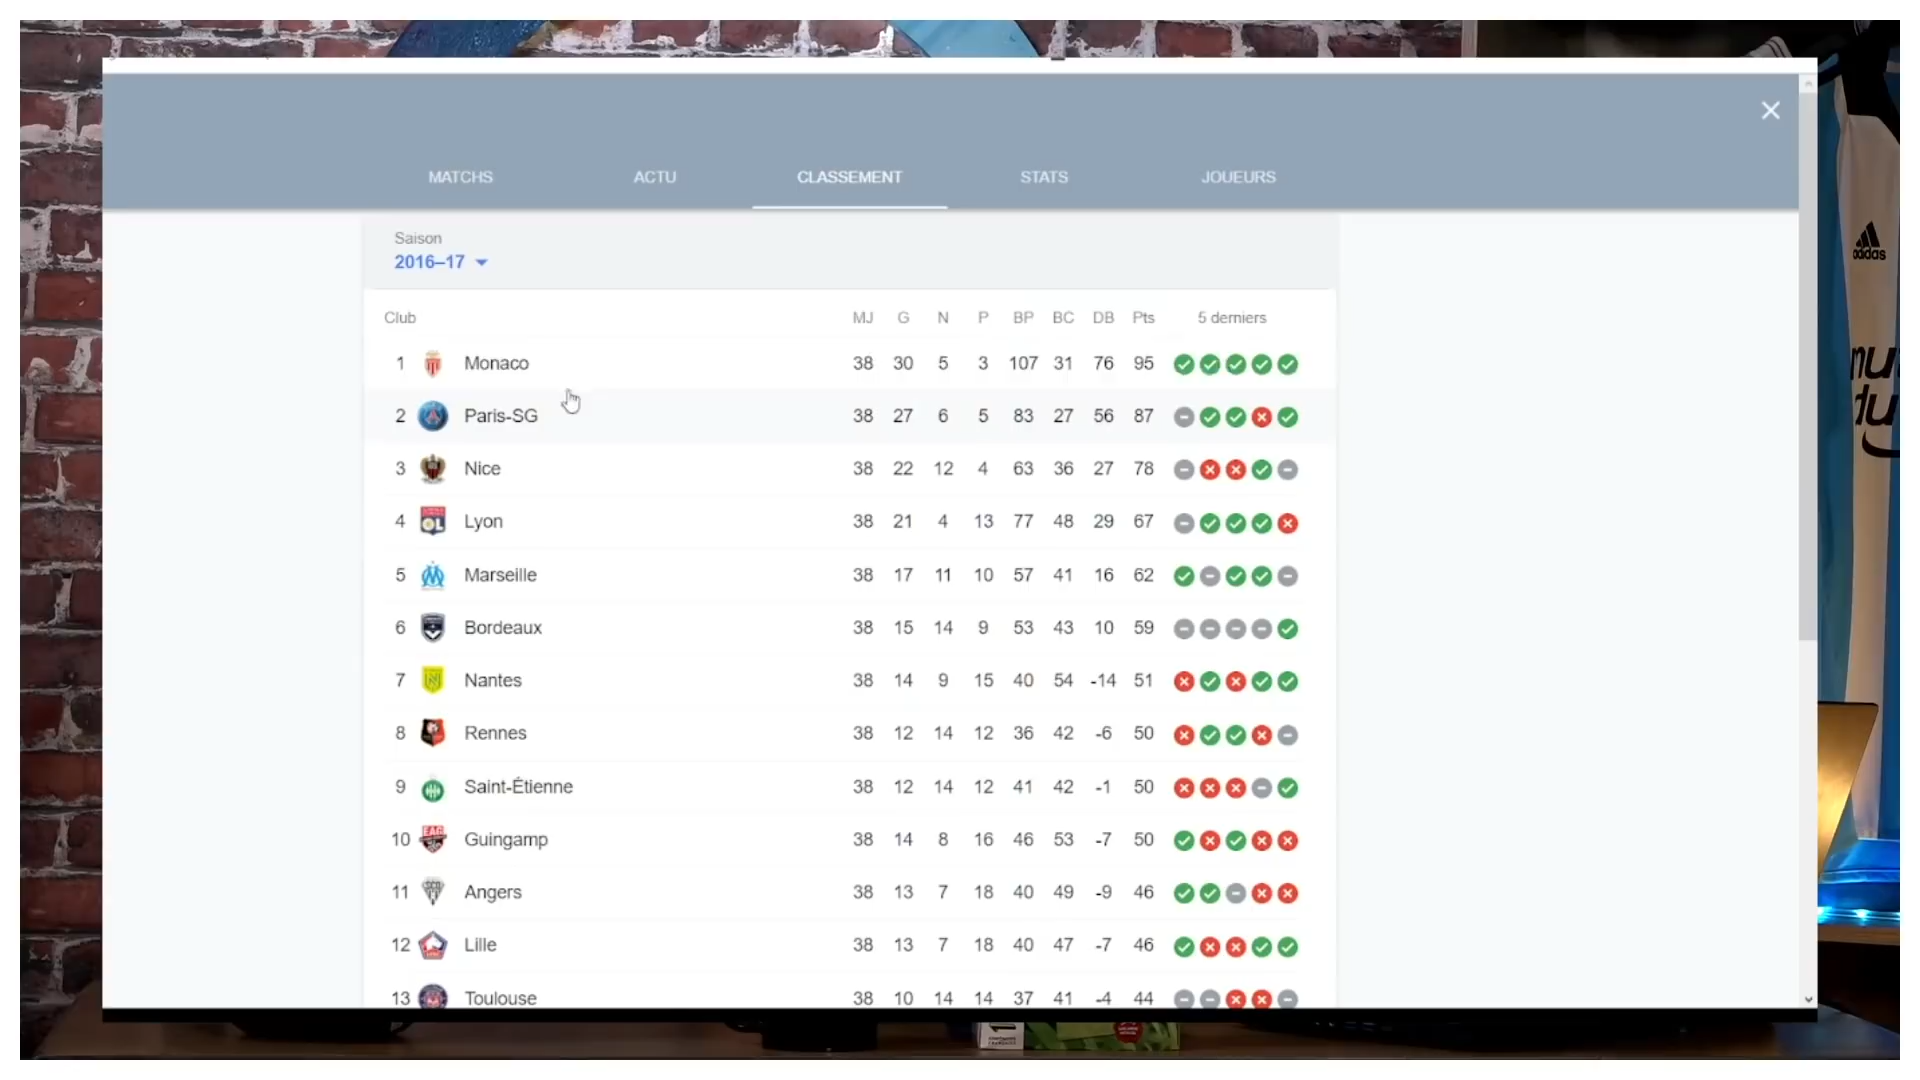 MATCHS ACTU CLASSEMENT STATS JOUEURS
Saison
2016–17
Club MJ G N P BP BC DB Pts 5 derniers
1 Monaco 38 30 5 3 107 31 76 95
2 Paris-SG 38 27 6 5 83 27 56 87
3 Nice 38 22 12 4 63 36 27 78
4 Lyon 38 21 4 13 77 48 29 67
5 Marseille 38 17 11 10 57 41 16 62
6 Bordeaux 38 15 14 9 53 43 10 59
7 Nantes 38 14 9 15 40 54 -14 51
8 Rennes 38 12 14 12 36 42 -6 50
9 Saint-Étienne 38 12 14 12 41 42 -1 50
10 Guingamp 38 14 8 16 46 53 -7 50
11 Angers 38 13 7 18 40 49 -9 46
12 Lille 38 13 7 18 40 47 -7 46
13 Toulouse 38 10 14 14 37 41 -4 44
adidas